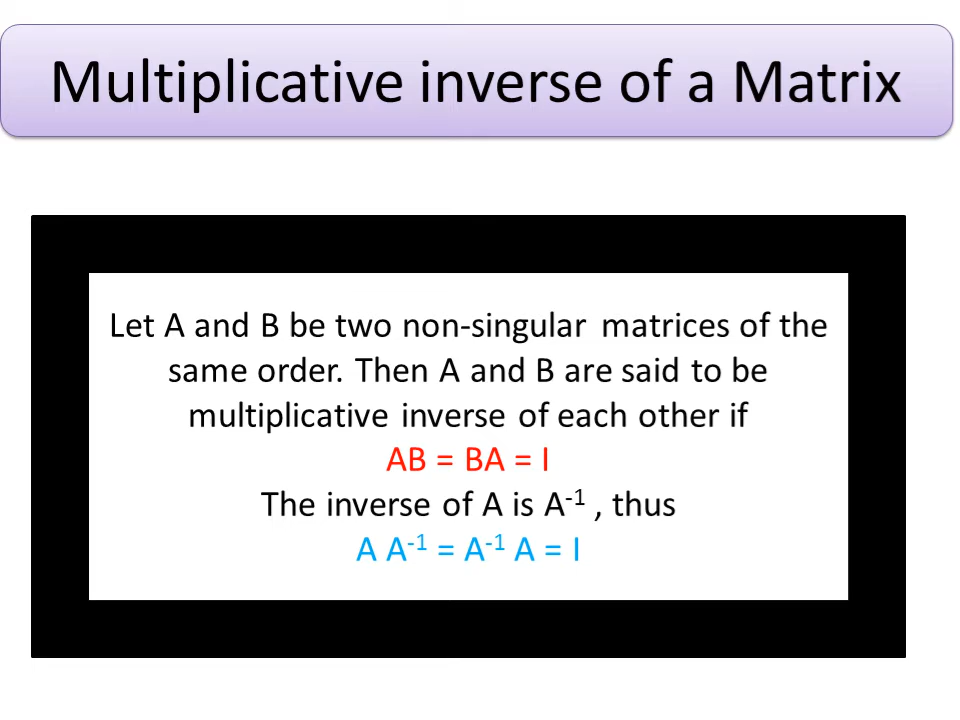 Multiplicative inverse of a Matrix
Let A and B be two non-singular matrices of the
same order. Then A and B are said to be
multiplicative inverse of each other if
AB = BA = I
The inverse of A is A⁻¹ , thus
A A⁻¹ = A⁻¹ A = I